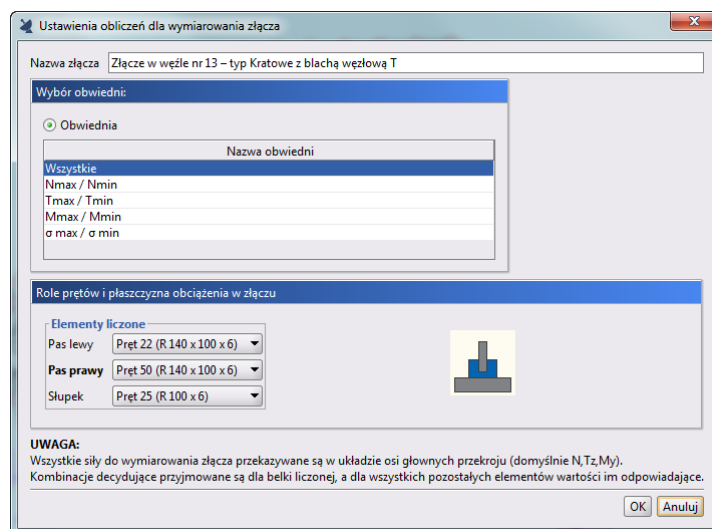 Ustawienia obliczeń dla wymiarowania złącza
Nazwa złącza Złącze w węźle nr 13 – typ Kratowe z blachą węzłową T
Wybór obwiedni:
Obwiednia
Nazwa obwiedni
Wszystkie
Nmax / Nmin
Tmax / Tmin
Mmax / Mmin
σ max / σ min
Role prętów i płaszczyzna obciążenia w złączu
Elementy liczone
Pas lewy Pręt 22 (R 140 x 100 x 6)
Pas prawy Pręt 50 (R 140 x 100 x 6)
Słupek Pręt 25 (R 100 x 6)
UWAGA:
Wszystkie siły do wymiarowania złącza przekazywane są w układzie osi głownych przekroju (domyślnie N,Tz,My).
Kombinacje decydujące przyjmowane są dla belki liczonej, a dla wszystkich pozostałych elementów wartości im odpowiadające.
OK Anuluj